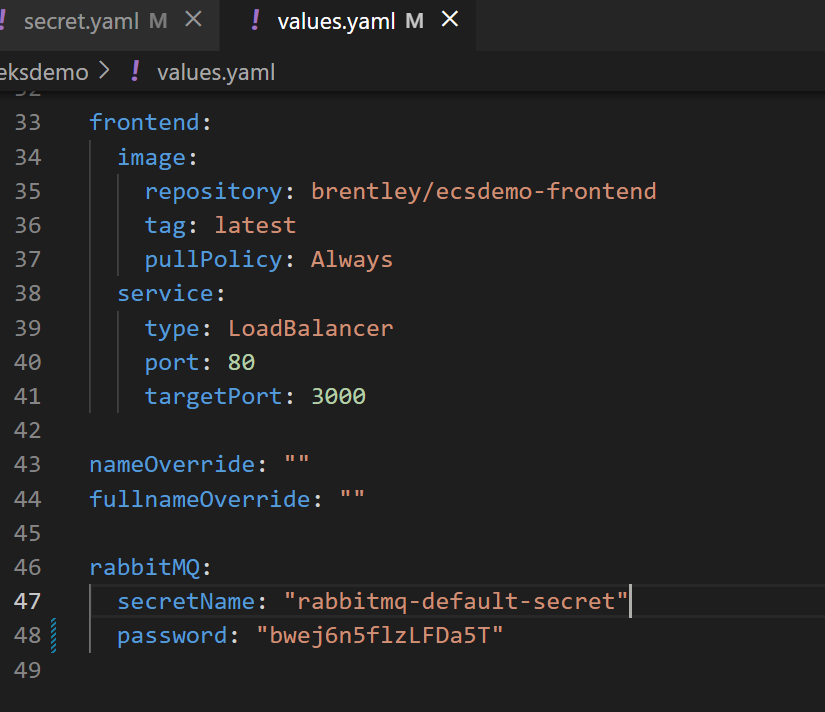 ! secret.yaml M ✕ ! values.yaml M ✕
eksdemo > ! values.yaml
32
33 frontend:
34 image:
35 repository: brentley/ecsdemo-frontend
36 tag: latest
37 pullPolicy: Always
38 service:
39 type: LoadBalancer
40 port: 80
41 targetPort: 3000
42
43 nameOverride: ""
44 fullnameOverride: ""
45
46 rabbitMQ:
47 secretName: "rabbitmq-default-secret"
48 password: "bwej6n5flzLFDa5T"
49